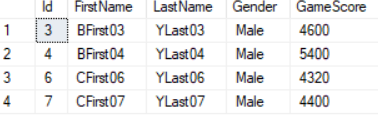 Id FirstName LastName Gender GameScore
1 3 BFirst03 YLast03 Male 4600
2 4 BFirst04 YLast04 Male 5400
3 6 CFirst06 YLast06 Male 4320
4 7 CFirst07 YLast07 Male 4400